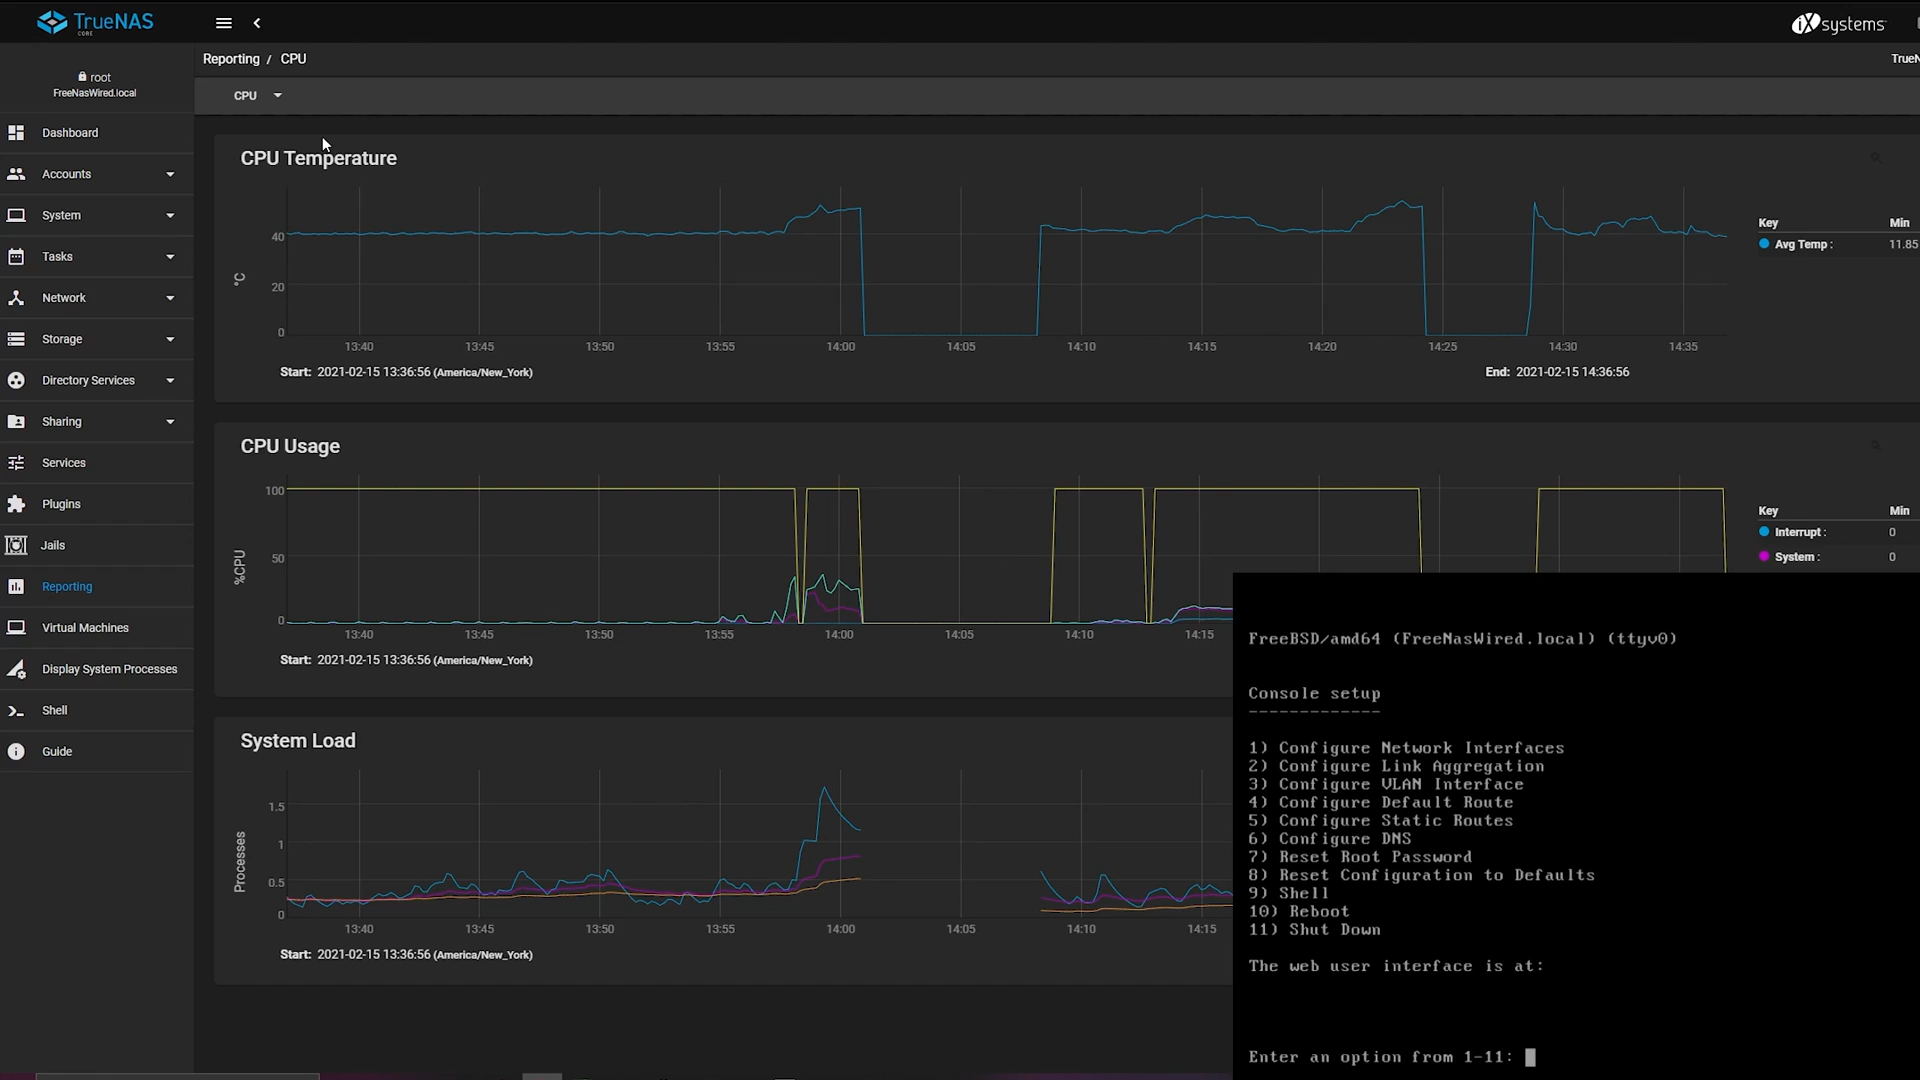 TrueNAS
CORE
iXsystems
root
FreeNasWired.local
Reporting / CPU
TrueN
CPU
Dashboard
Accounts
System
Tasks
Network
Storage
Directory Services
Sharing
Services
Plugins
Jails
Reporting
Virtual Machines
Display System Processes
Shell
Guide
CPU Temperature
40
20
0
°C
13:40 13:45 13:50 13:55 14:00 14:05 14:10 14:15 14:20 14:25 14:30 14:35
Start: 2021-02-15 13:36:56 (America/New_York)
End: 2021-02-15 14:36:56
Key Min
Avg Temp : 11.85
CPU Usage
100
50
0
%CPU
13:40 13:45 13:50 13:55 14:00 14:05 14:10 14:15
Start: 2021-02-15 13:36:56 (America/New_York)
Key Min
Interrupt : 0
System : 0
System Load
1.5
1
0.5
0
Processes
13:40 13:45 13:50 13:55 14:00 14:05 14:10 14:15
Start: 2021-02-15 13:36:56 (America/New_York)
FreeBSD/amd64 (FreeNasWired.local) (ttyv0)
Console setup
-------------
1) Configure Network Interfaces
2) Configure Link Aggregation
3) Configure VLAN Interface
4) Configure Default Route
5) Configure Static Routes
6) Configure DNS
7) Reset Root Password
8) Reset Configuration to Defaults
9) Shell
10) Reboot
11) Shut Down
The web user interface is at:
Enter an option from 1-11: